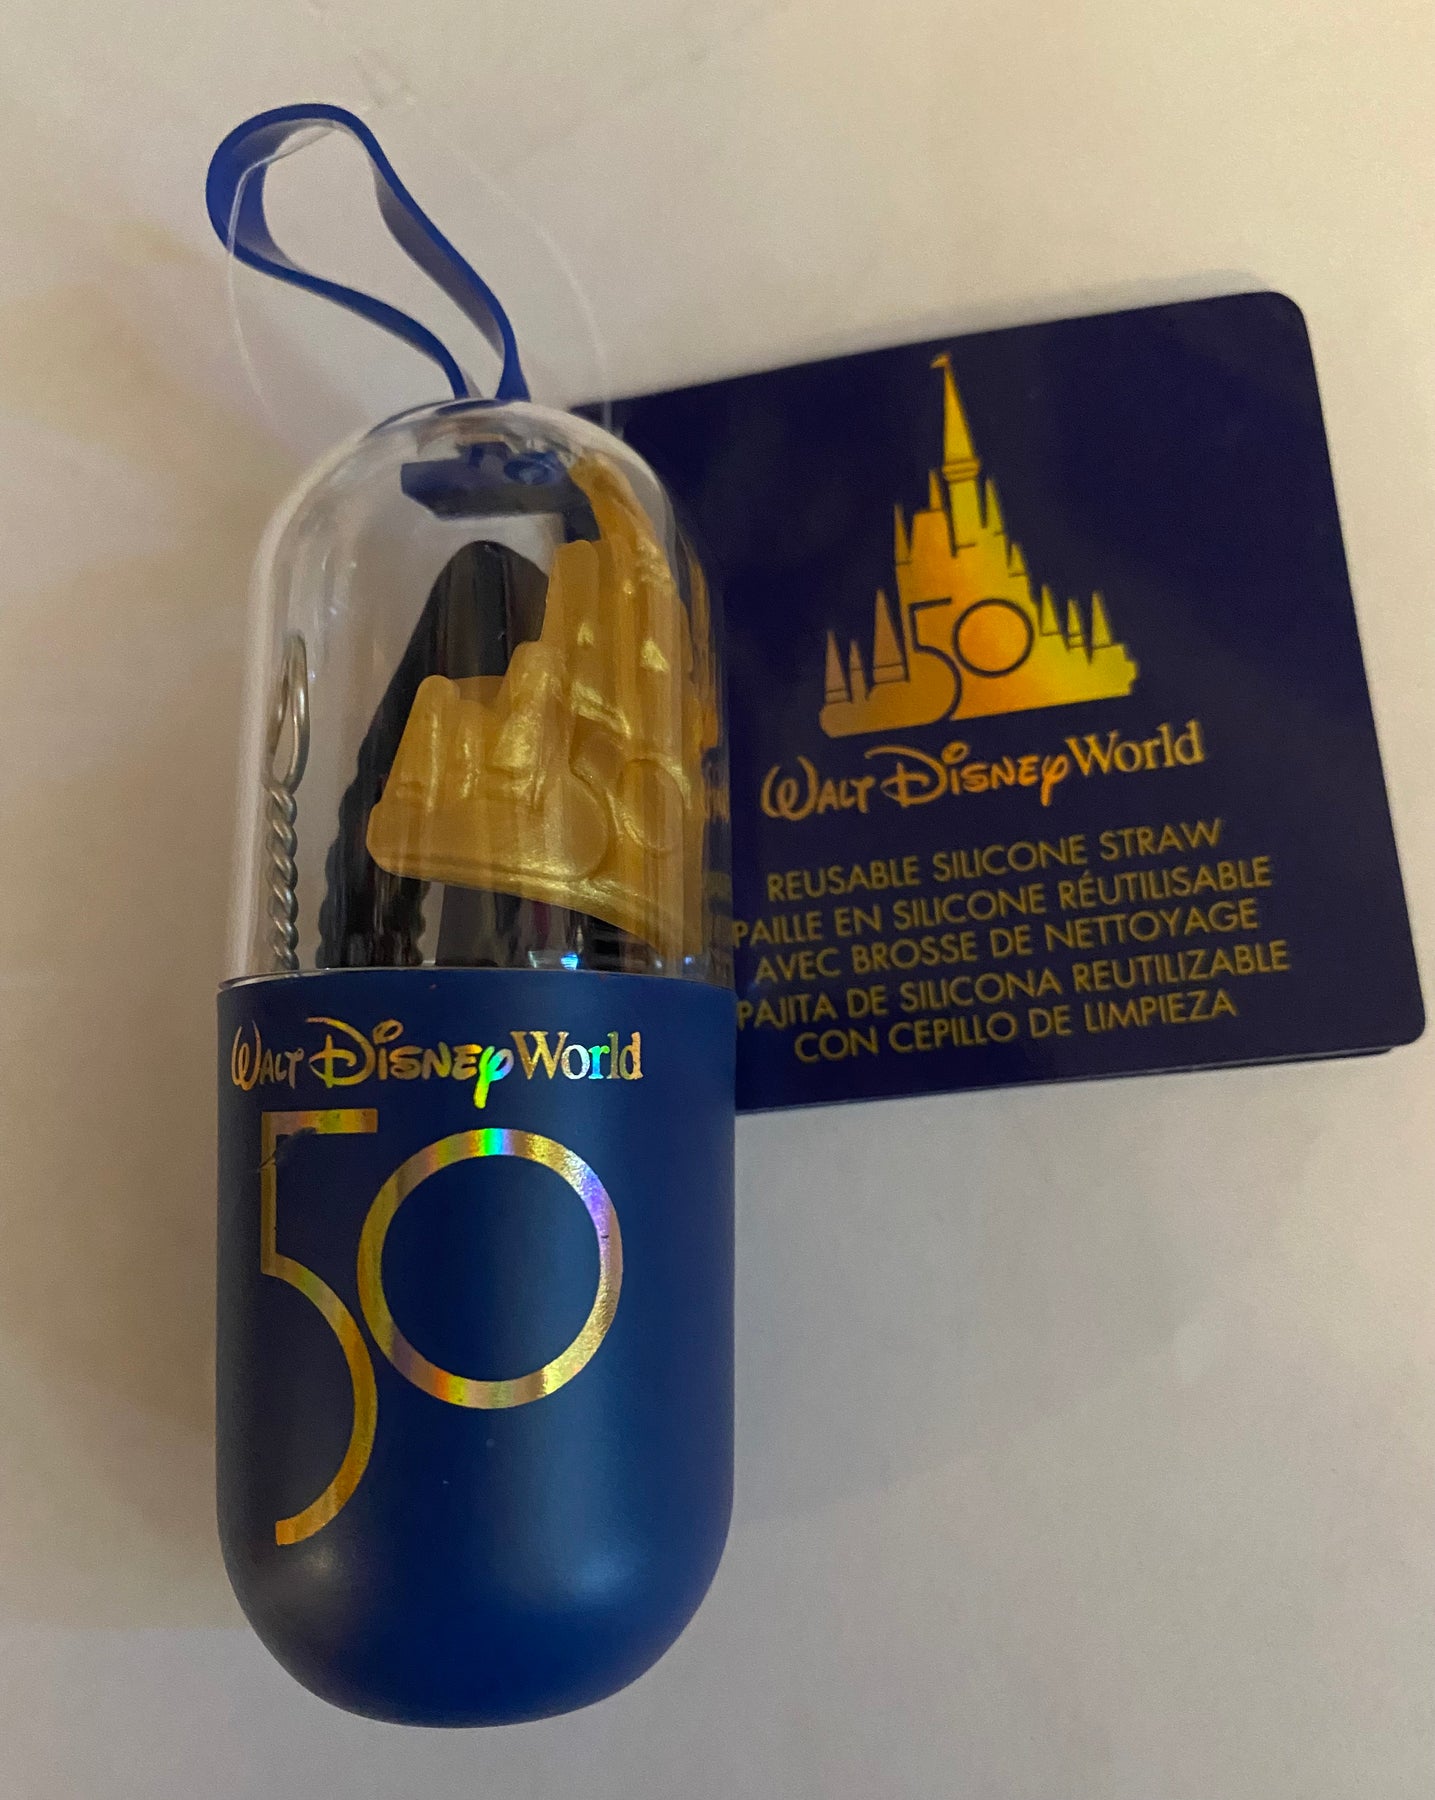 50
50
Walt Disney World
REUSABLE SILICONE STRAW
PAILLE EN SILICONE RÉUTILISABLE
AVEC BROSSE DE NETTOYAGE
PAJITA DE SILICONA REUTILIZABLE
CON CEPILLO DE LIMPIEZA
Walt Disney World
50